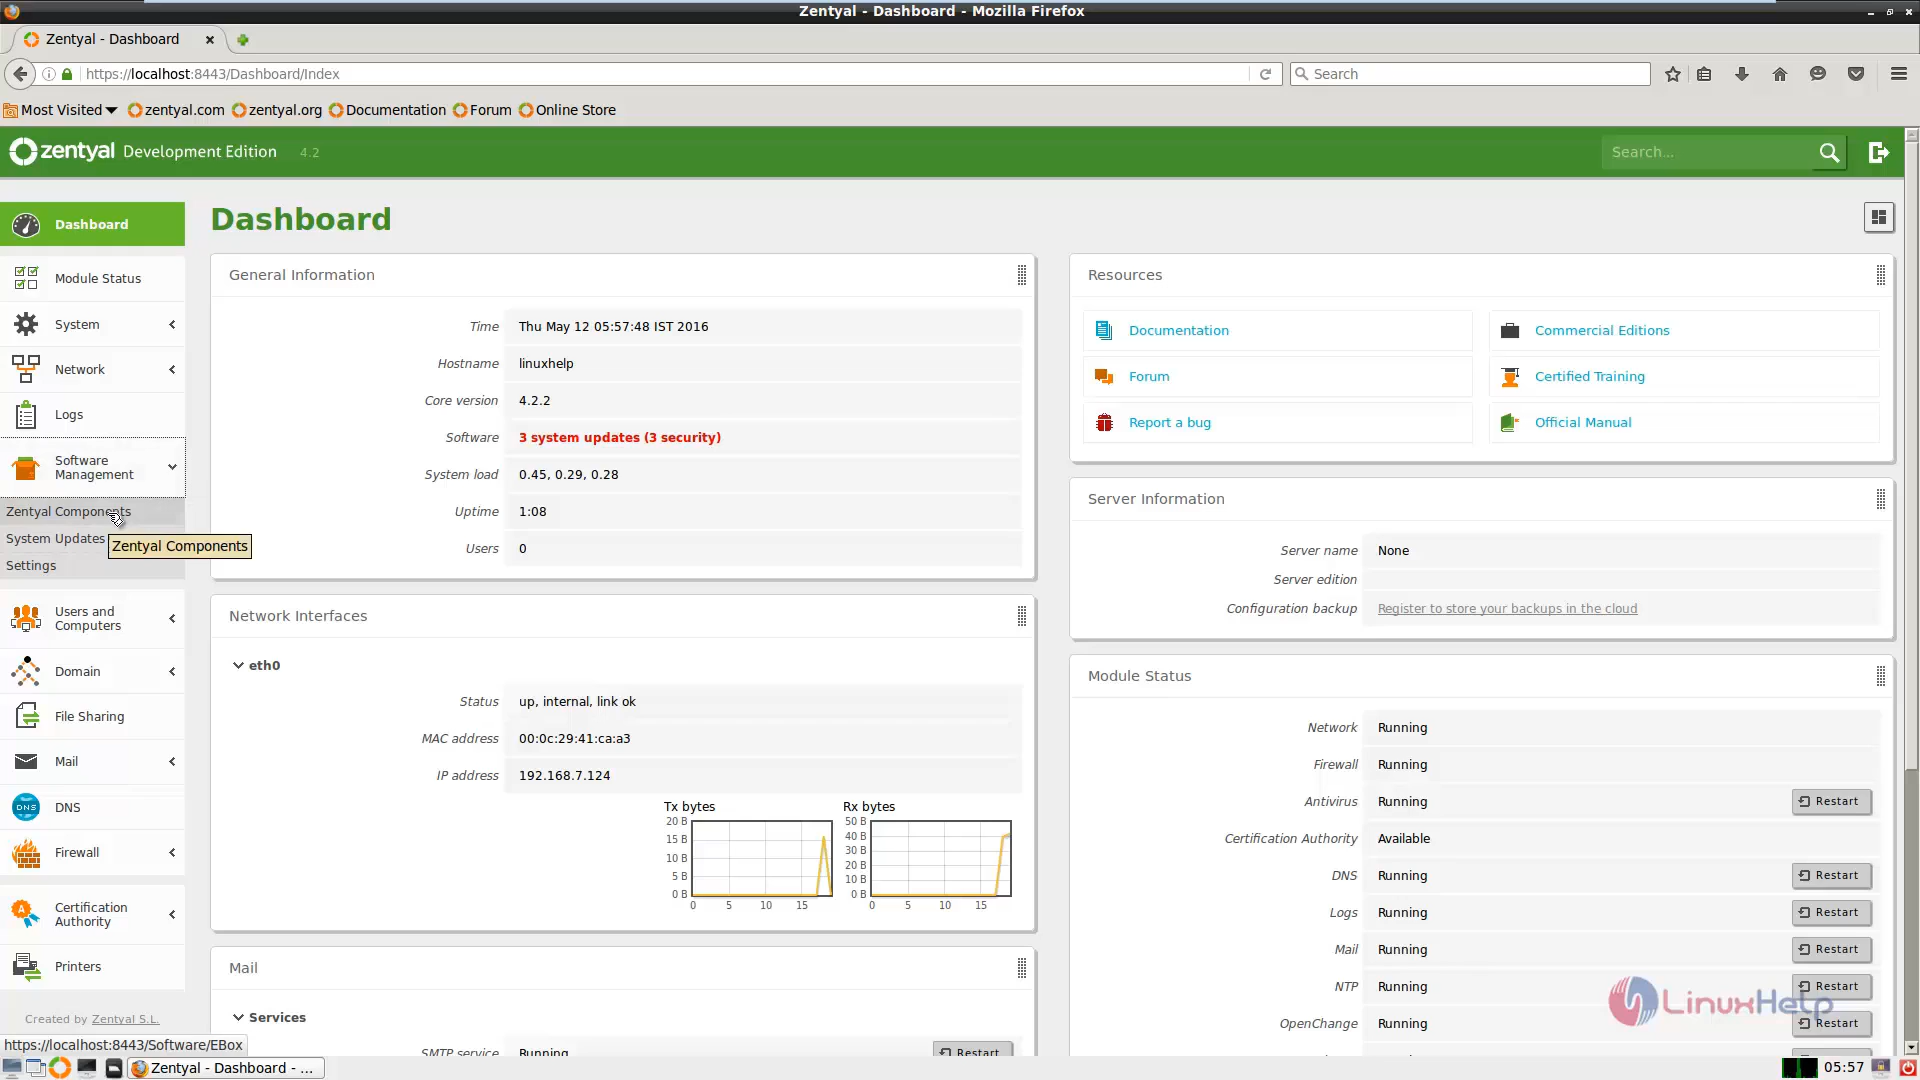 Zentyal - Dashboard - Mozilla Firefox
Zentyal - Dashboard
https://localhost:8443/Dashboard/Index
Search
Most Visited
zentyal.com
zentyal.org
Documentation
Forum
Online Store
zentyal Development Edition 4.2
Search...
Dashboard
Module Status
System
Network
Logs
Software
Management
Zentyal Components
System Updates
Zentyal Components
Settings
Users and
Computers
Domain
File Sharing
Mail
DNS
DNS
Firewall
Certification
Authority
Printers
Created by Zentyal S.L.
Dashboard
General Information
Time Thu May 12 05:57:48 IST 2016
Hostname linuxhelp
Core version 4.2.2
Software 3 system updates (3 security)
System load 0.45, 0.29, 0.28
Uptime 1:08
Users 0
Network Interfaces
eth0
Status up, internal, link ok
MAC address 00:0c:29:41:ca:a3
IP address 192.168.7.124
Tx bytes
20 B
15 B
10 B
5 B
0 B
0 5 10 15
Rx bytes
50 B
40 B
30 B
20 B
10 B
0 B
0 5 10 15
Mail
Services
SMTP service Running Restart
Resources
Documentation
Commercial Editions
Forum
Certified Training
Report a bug
Official Manual
Server Information
Server name None
Server edition
Configuration backup Register to store your backups in the cloud
Module Status
Network Running
Firewall Running
Antivirus Running Restart
Certification Authority Available
DNS Running Restart
Logs Running Restart
Mail Running Restart
NTP Running Restart
OpenChange Running Restart
LinuxHelp
https://localhost:8443/Software/EBox
Zentyal - Dashboard - ...
05:57